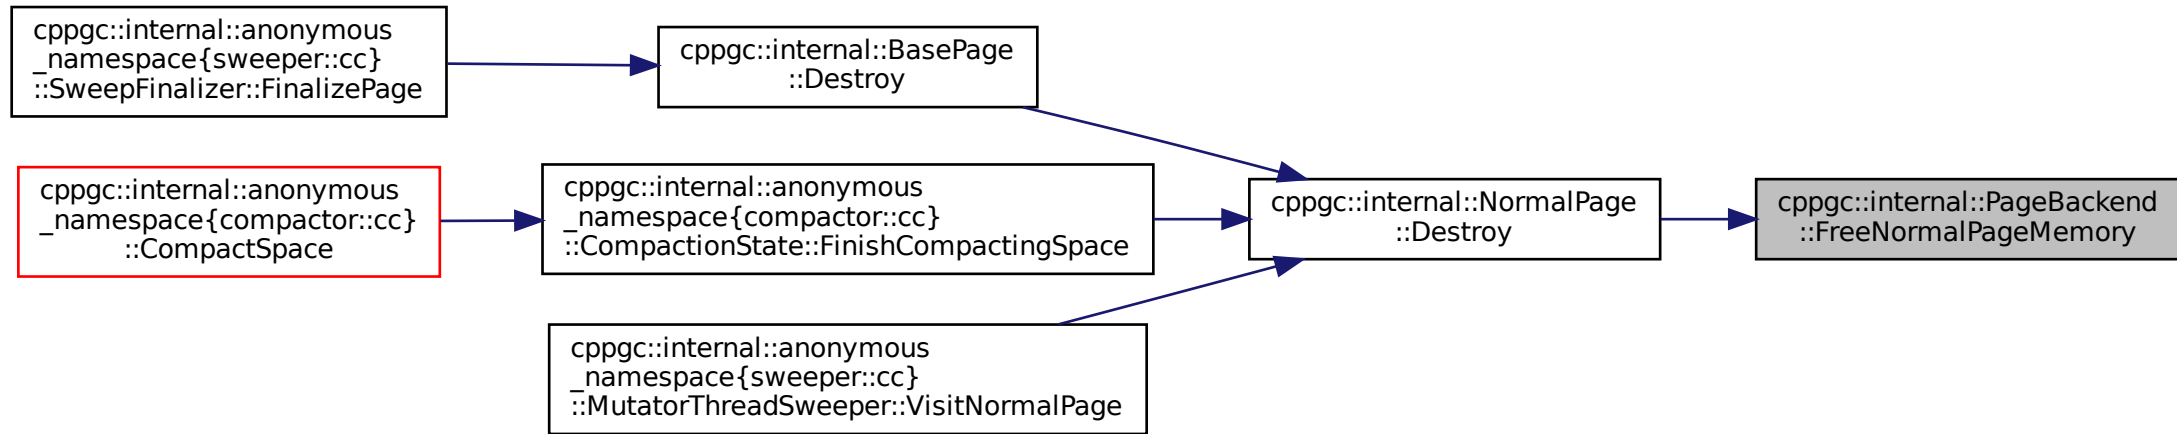 cppgc::internal::anonymous
_namespace{sweeper::cc}
::SweepFinalizer::FinalizePage
cppgc::internal::BasePage
::Destroy
cppgc::internal::anonymous
_namespace{compactor::cc}
::CompactSpace
cppgc::internal::anonymous
_namespace{compactor::cc}
::CompactionState::FinishCompactingSpace
cppgc::internal::NormalPage
::Destroy
cppgc::internal::PageBackend
::FreeNormalPageMemory
cppgc::internal::anonymous
_namespace{sweeper::cc}
::MutatorThreadSweeper::VisitNormalPage